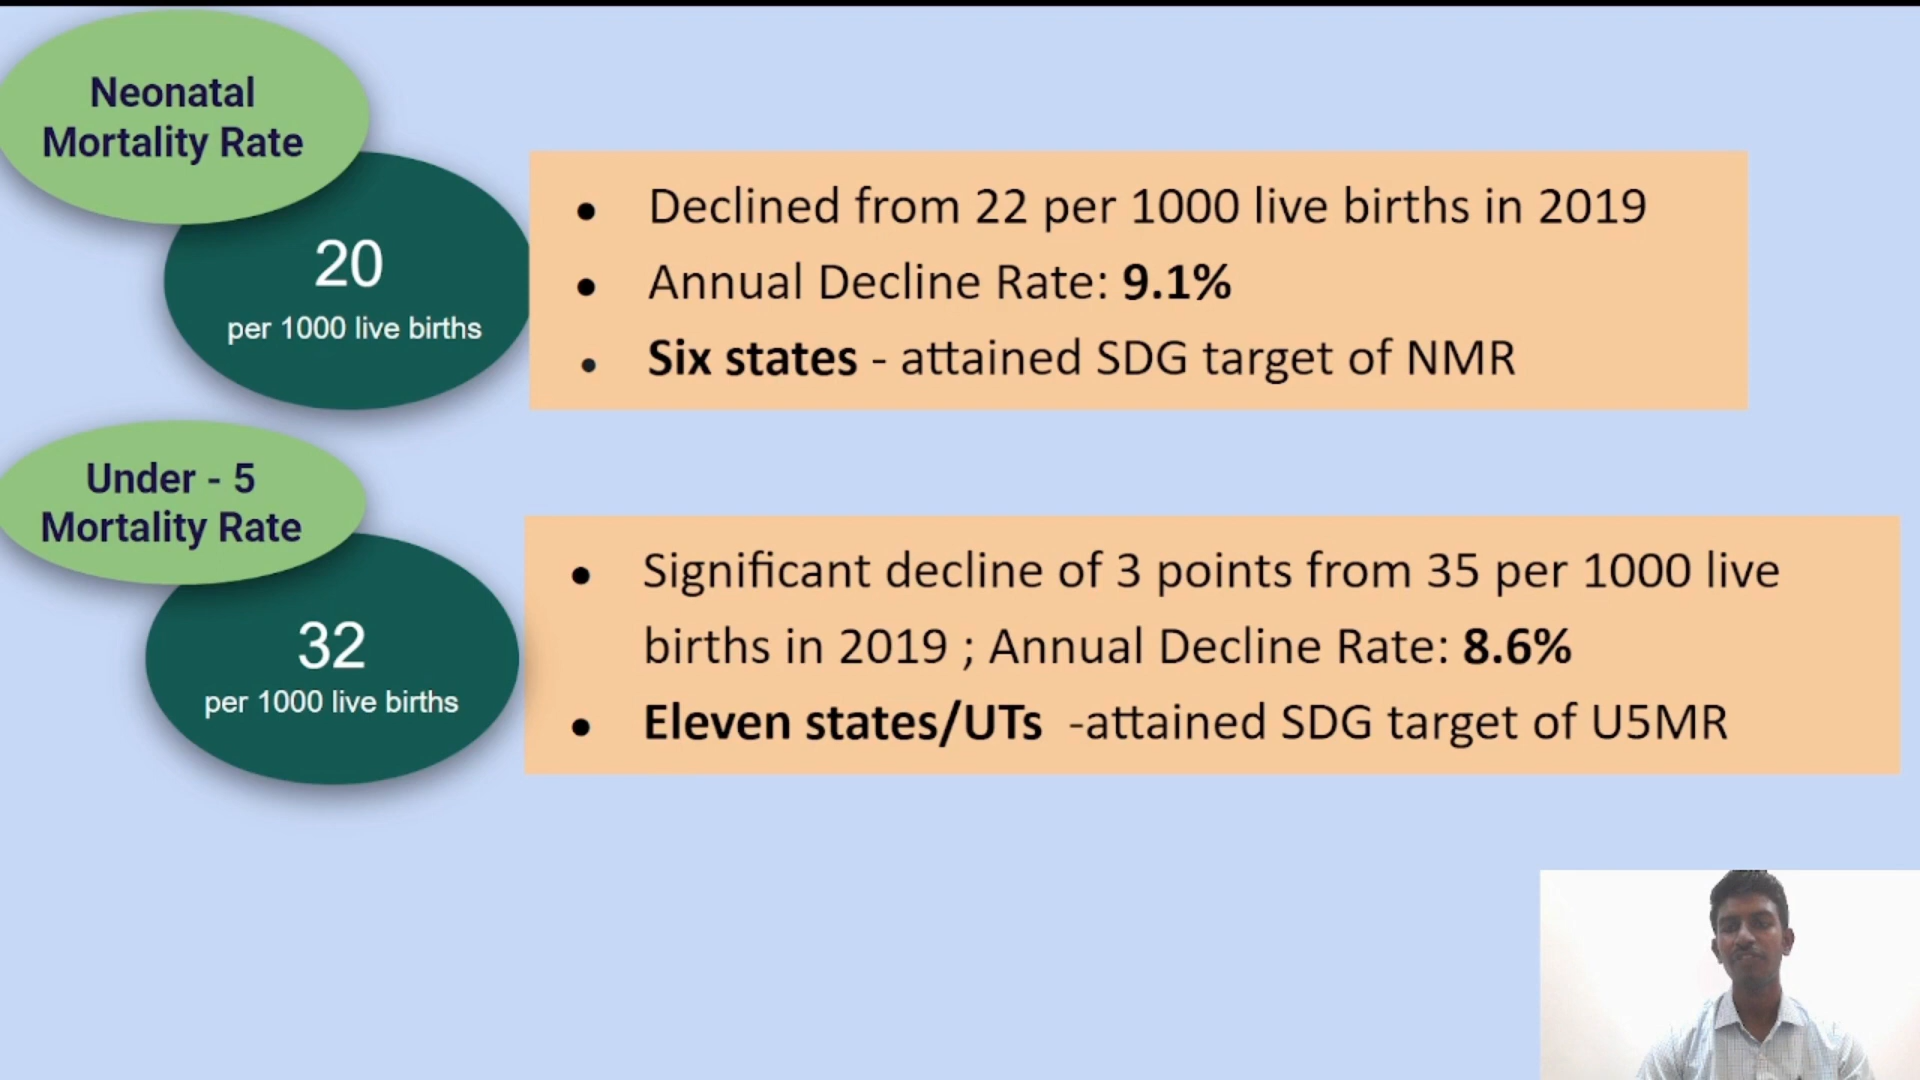 Neonatal
Mortality Rate
20
per 1000 live births
• Declined from 22 per 1000 live births in 2019
• Annual Decline Rate: 9.1%
• Six states - attained SDG target of NMR
Under - 5
Mortality Rate
32
per 1000 live births
• Significant decline of 3 points from 35 per 1000 live
births in 2019 ; Annual Decline Rate: 8.6%
• Eleven states/UTs -attained SDG target of U5MR